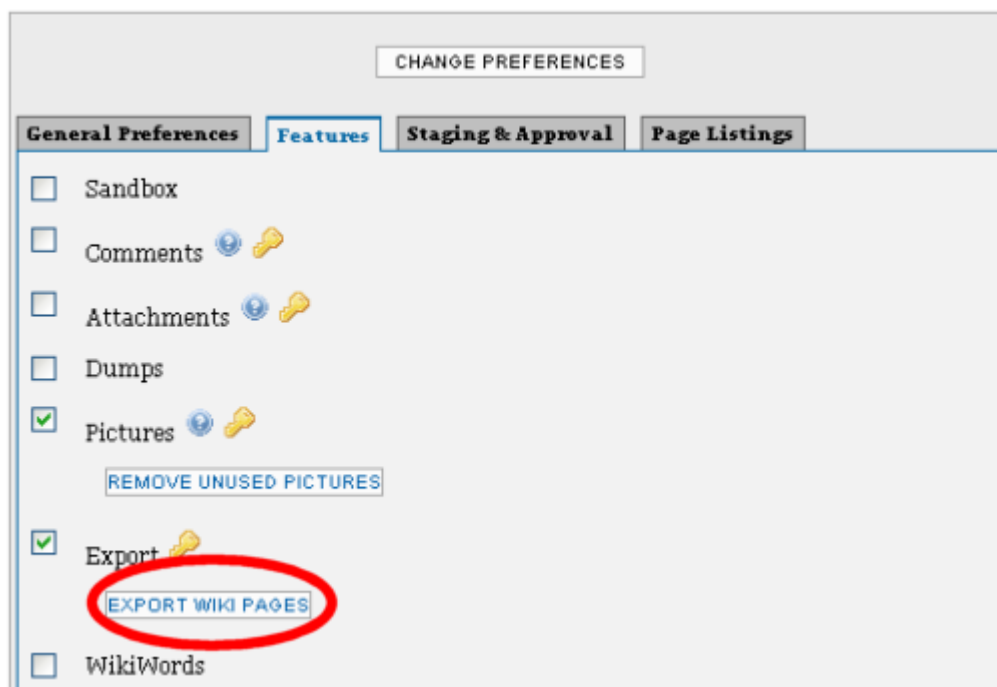 CHANGE PREFERENCES
General Preferences Features Staging & Approval Page Listings
Sandbox
Comments
Attachments
Dumps
Pictures
REMOVE UNUSED PICTURES
Export
EXPORT WIKI PAGES
WikiWords